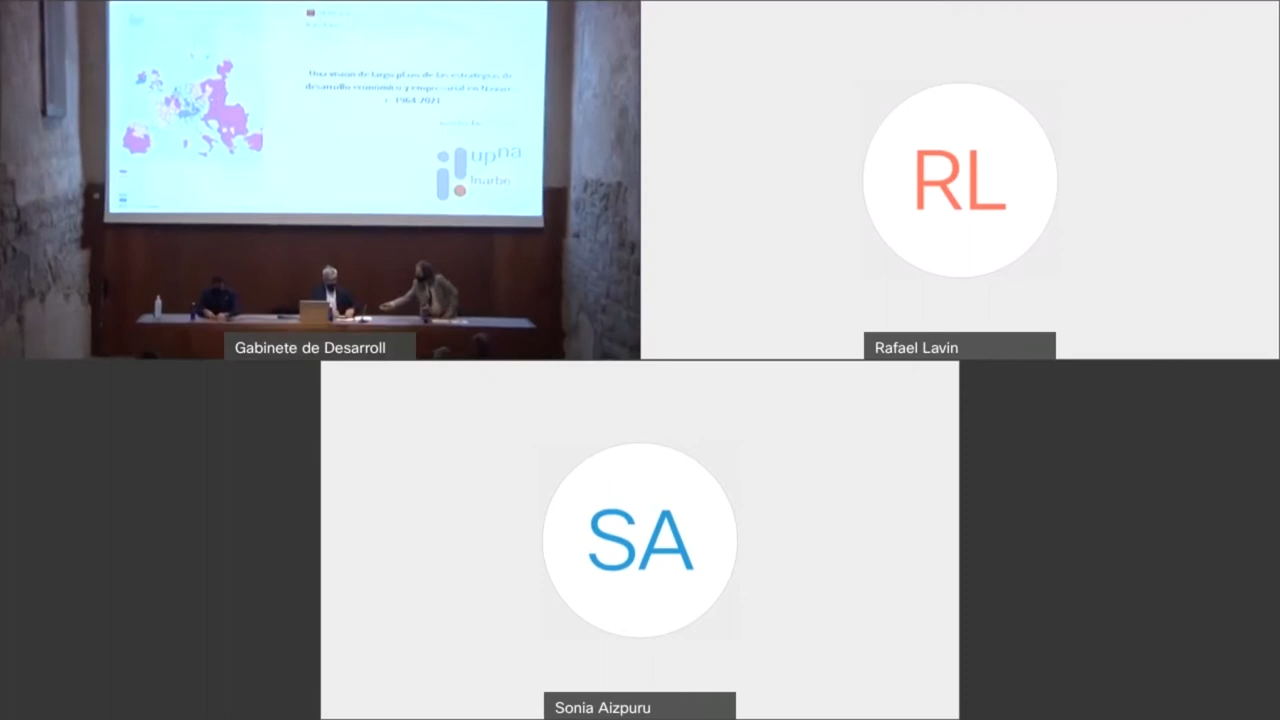 Una visión de largo plazo de las estrategias de
desarrollo económico y empresarial en
1964-2021
upna
Inarbe
Gabinete de Desarroll
RL
Rafael Lavin
SA
Sonia Aizpuru